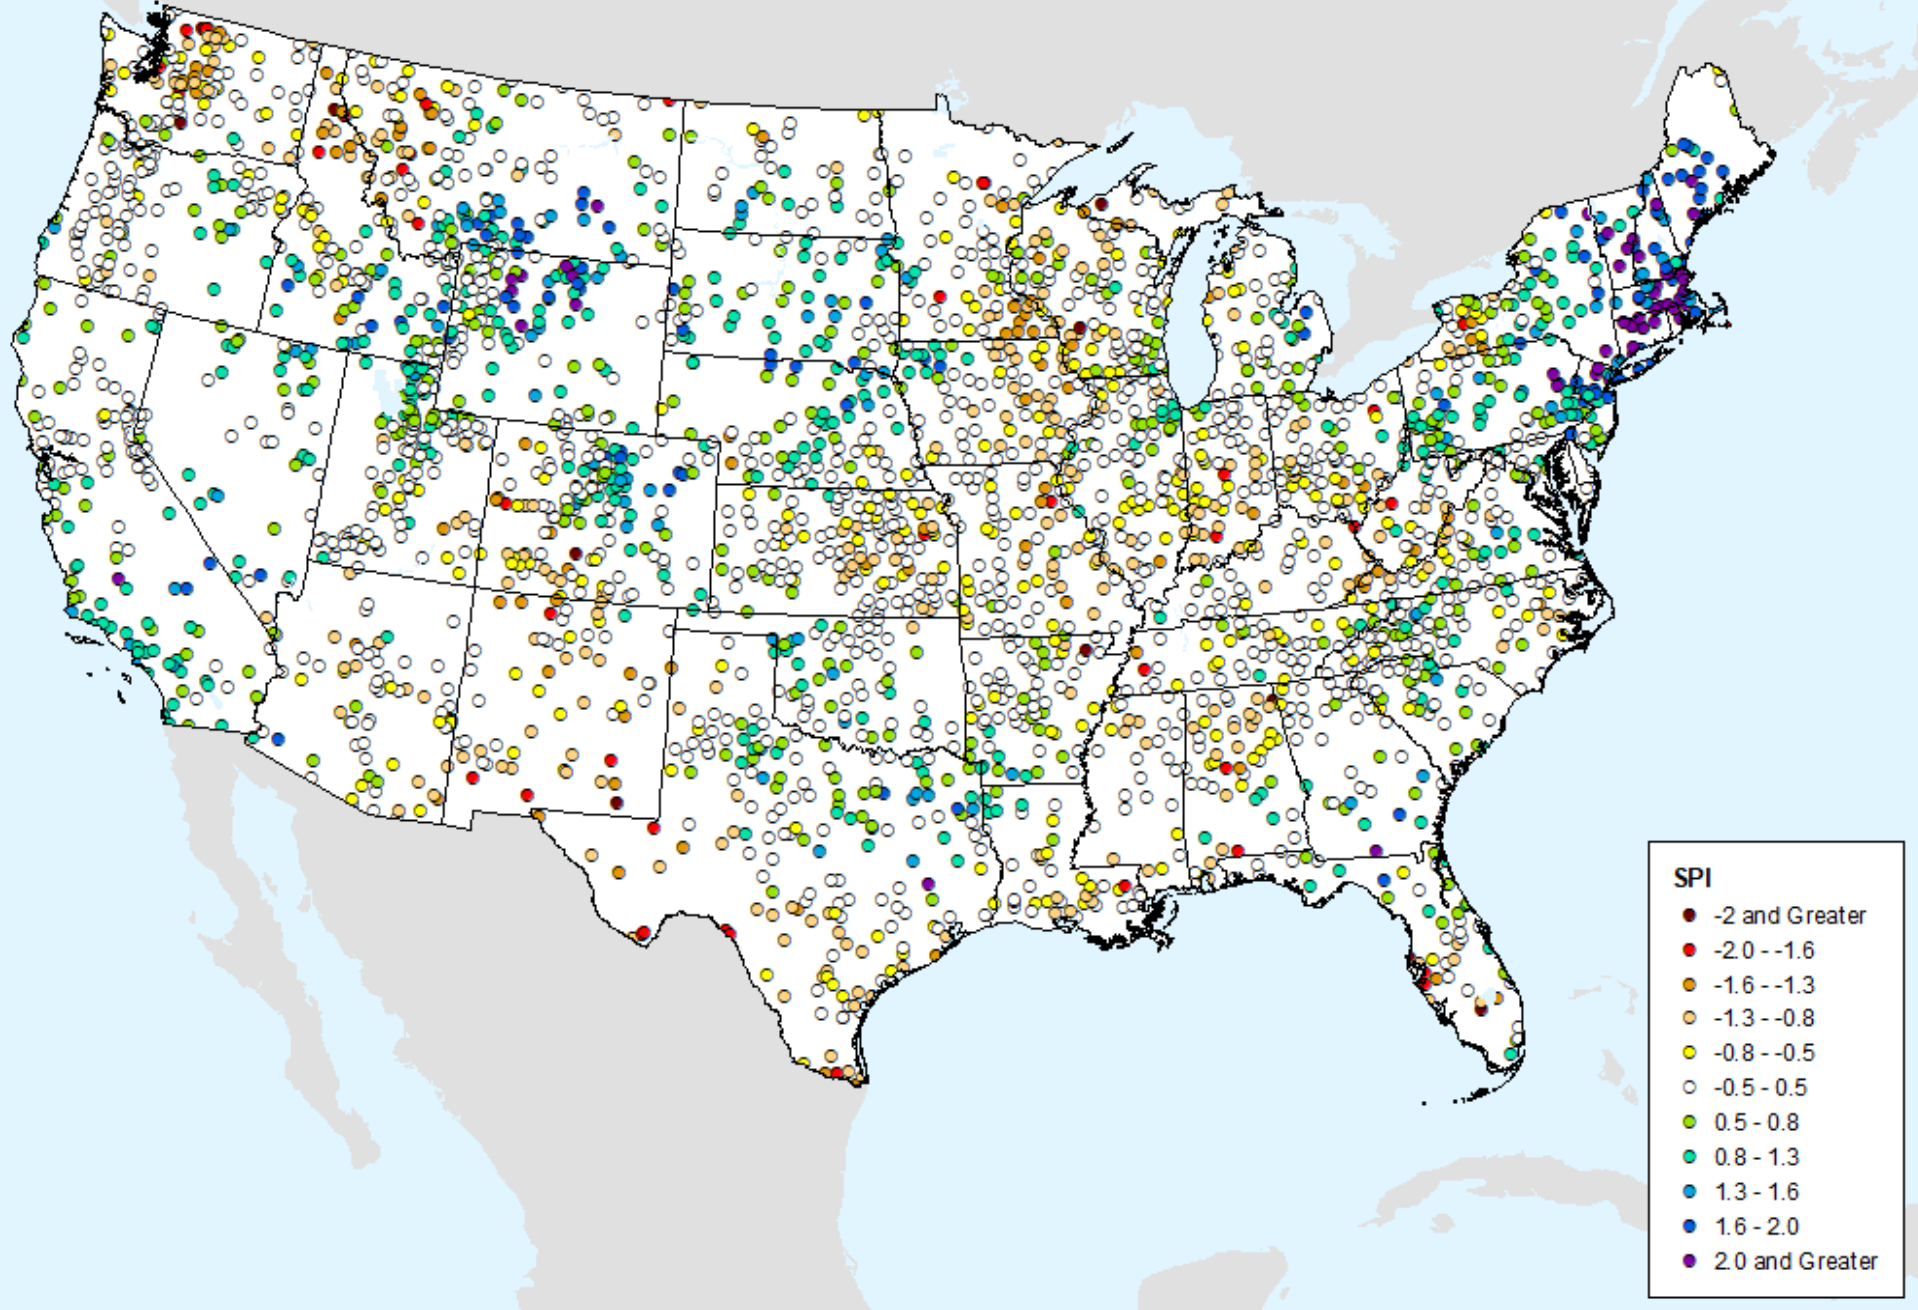 SPI
-2 and Greater
-2.0 - -1.6
-1.6 - -1.3
-1.3 - -0.8
-0.8 - -0.5
-0.5 - 0.5
0.5 - 0.8
0.8 - 1.3
1.3 - 1.6
1.6 - 2.0
2.0 and Greater